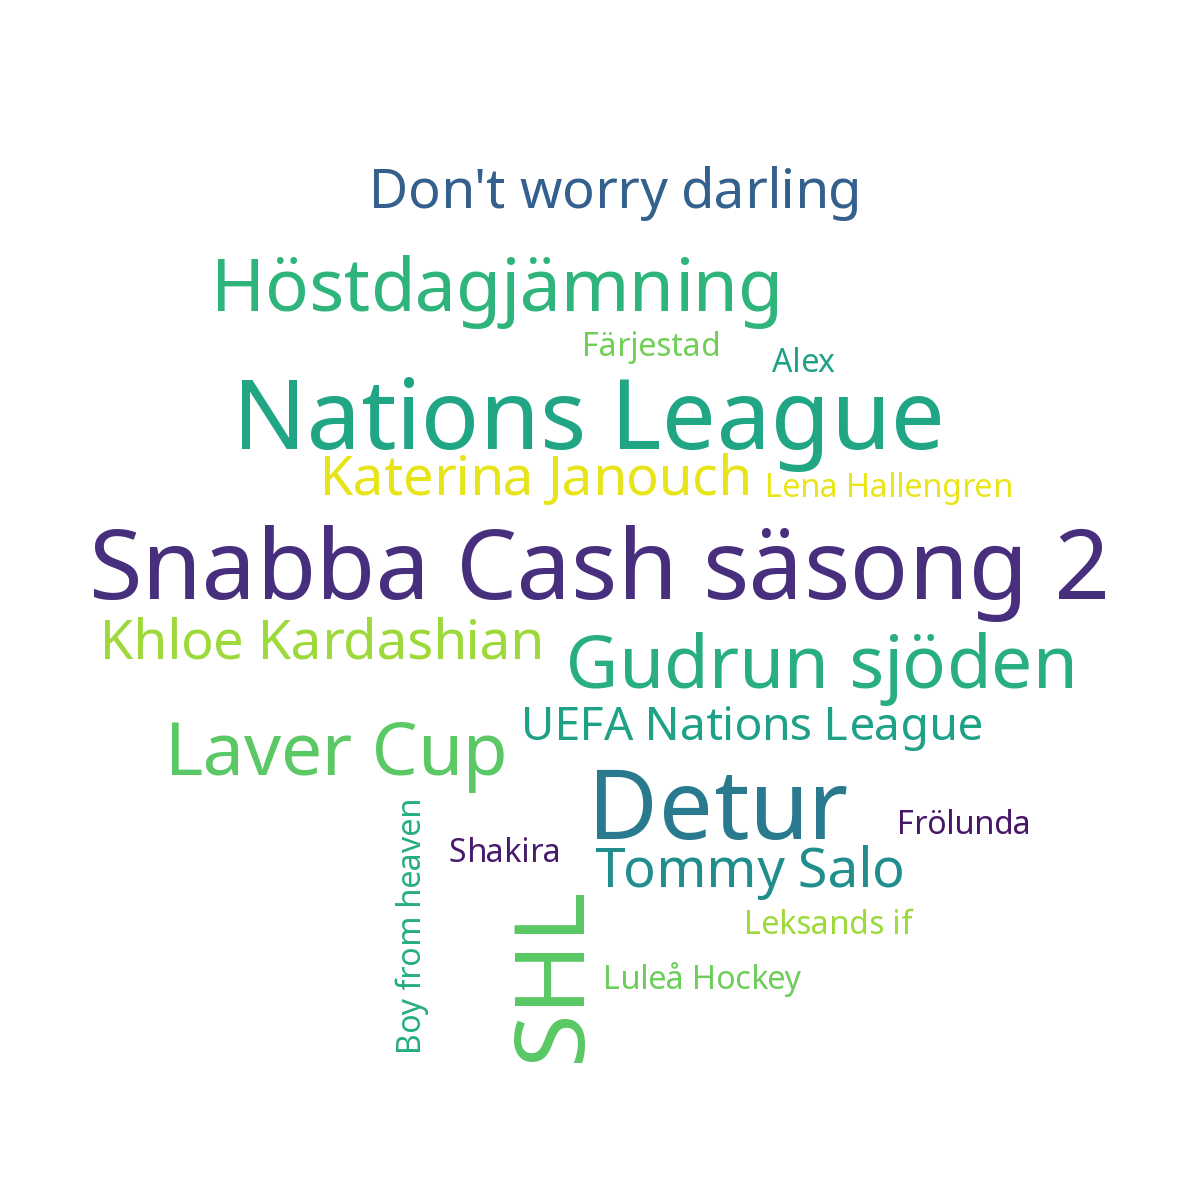 Don't worry darling
Höstdagjämning
Färjestad
Alex
Nations League
Katerina Janouch
Lena Hallengren
Snabba Cash säsong 2
Khloe Kardashian
Gudrun sjöden
UEFA Nations League
Laver Cup
Detur
Frölunda
Shakira
Tommy Salo
Boy from heaven
SHL
Leksands if
Luleå Hockey